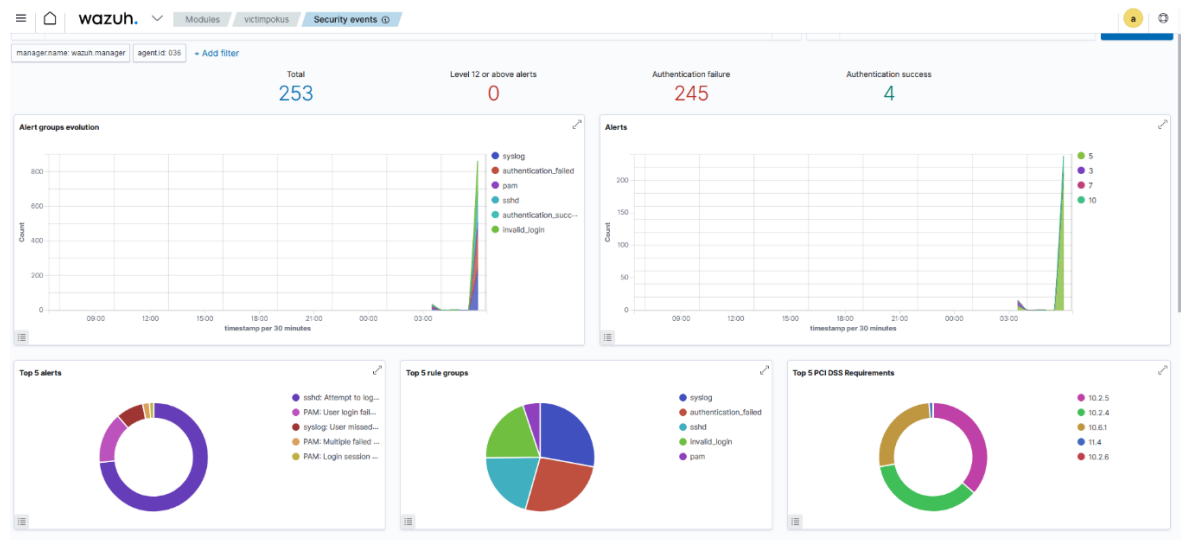 wazuh. Modules victimpokus Security events
a
manager.name: wazuh.manager agent.id: 036 + Add filter
Total
253
Level 12 or above alerts
0
Authentication failure
245
Authentication success
4
Alert groups evolution
800
600
400
200
0
Count
09:00 12:00 15:00 18:00 21:00 00:00 03:00
timestamp per 30 minutes
syslog
authentication_failed
pam
sshd
authentication_succ...
invalid_login
Alerts
200
150
100
50
0
Count
09:00 12:00 15:00 18:00 21:00 00:00 03:00
timestamp per 30 minutes
5
3
7
10
Top 5 alerts
sshd: Attempt to log...
PAM: User login fail...
syslog: User missed...
PAM: Multiple failed ...
PAM: Login session ...
Top 5 rule groups
syslog
authentication_failed
sshd
invalid_login
pam
Top 5 PCI DSS Requirements
10.2.5
10.2.4
10.6.1
11.4
10.2.6